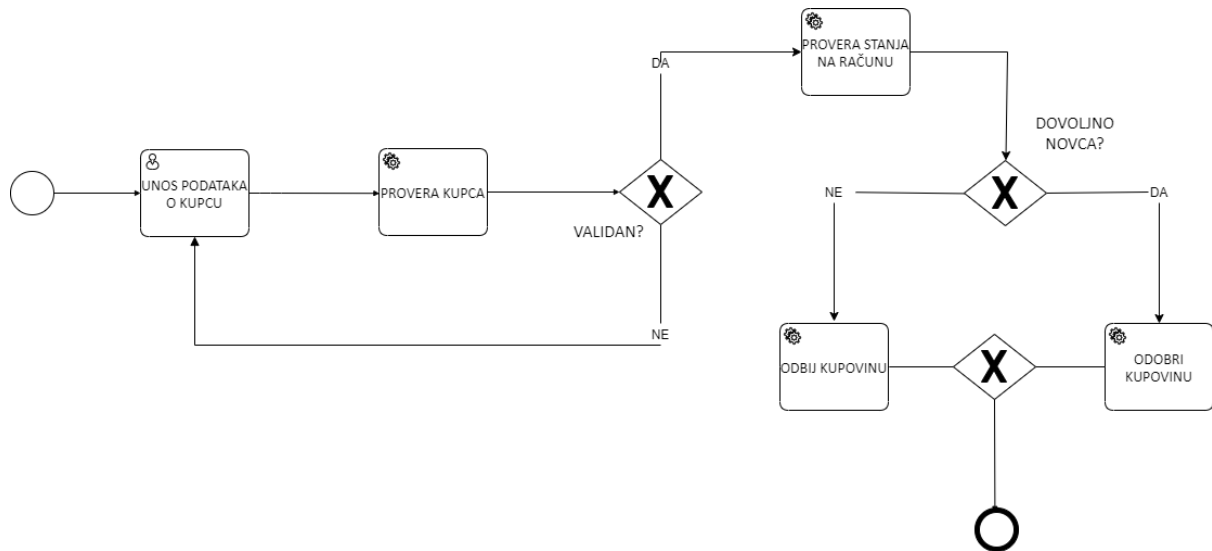 UNOS PODATAKA
O KUPCU
PROVERA KUPCA
VALIDAN?
DA
NE
PROVERA STANJA
NA RAČUNU
DOVOLJNO
NOVCA?
NE
DA
ODBIJ KUPOVINU
ODOBRI
KUPOVINU